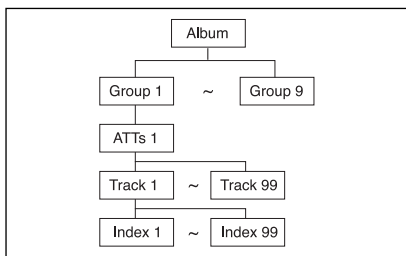 Album
Group 1 ~ Group 9
ATTs 1
Track 1 ~ Track 99
Index 1 ~ Index 99